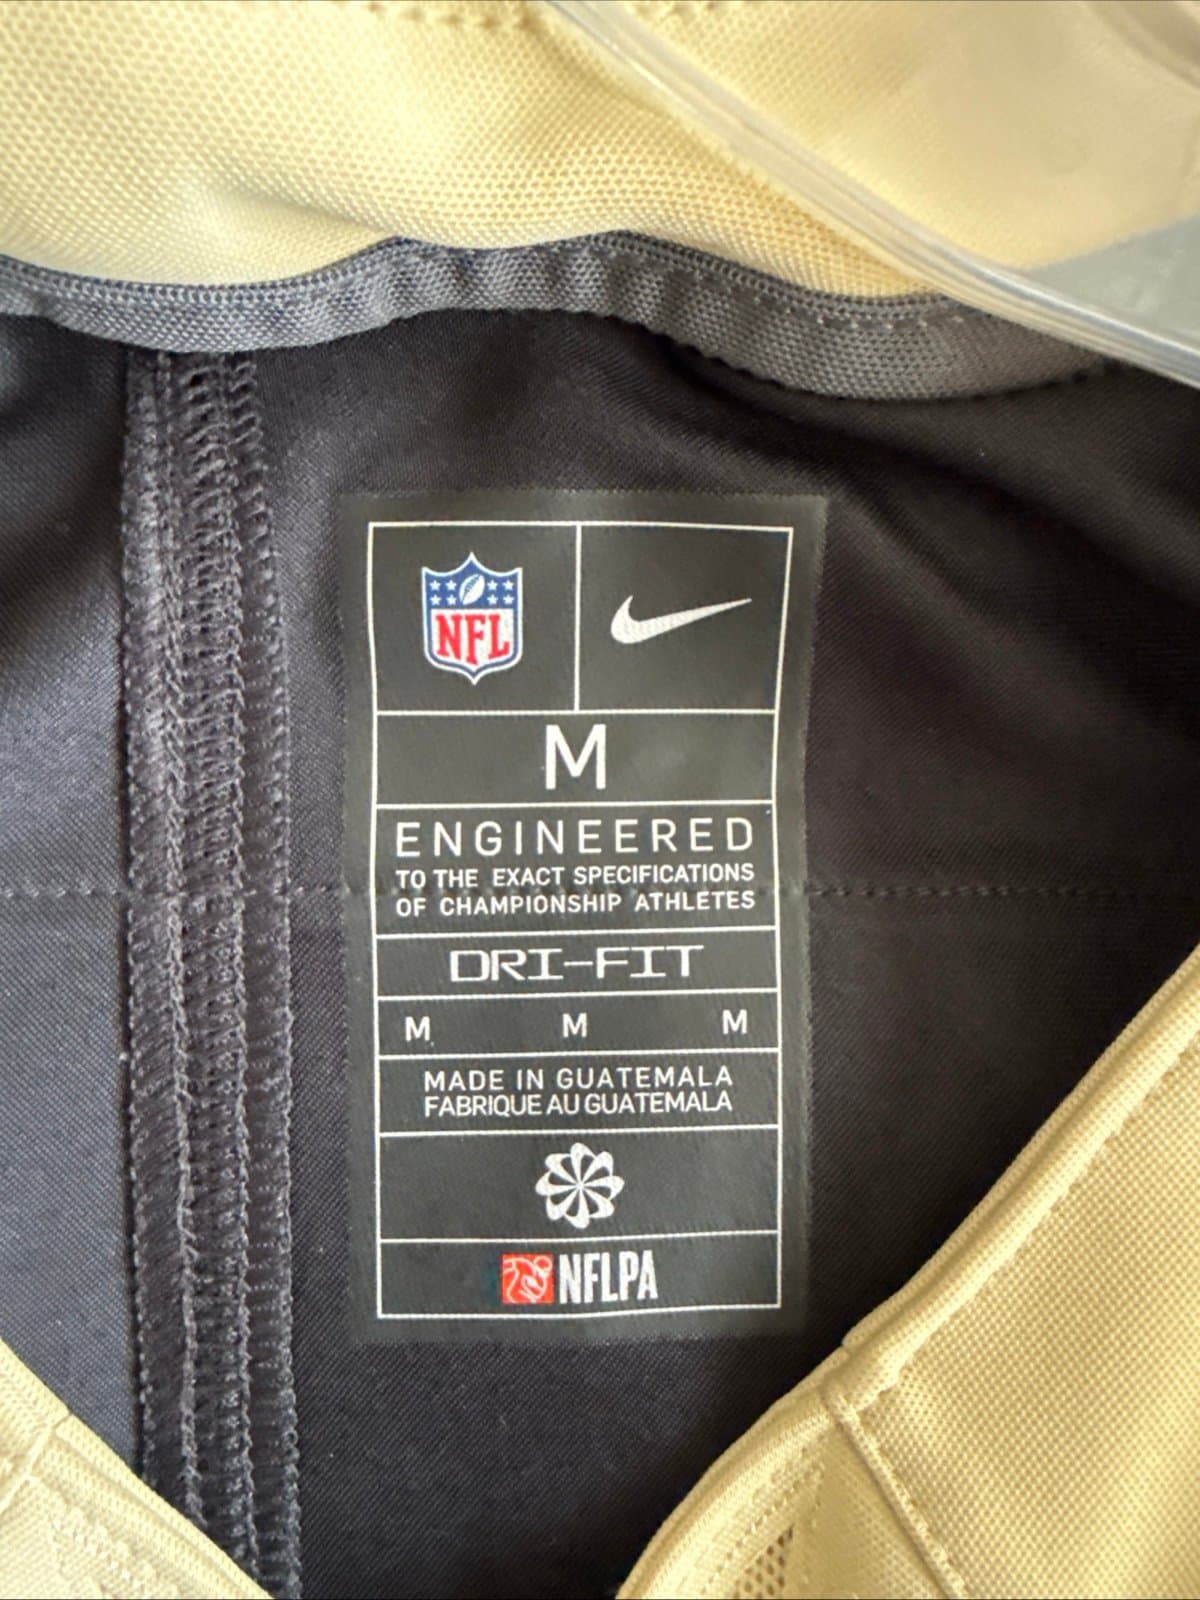 NFL
M
ENGINEERED
TO THE EXACT SPECIFICATIONS
OF CHAMPIONSHIP ATHLETES
DRI-FIT
M M M
MADE IN GUATEMALA
FABRIQUE AU GUATEMALA
NFLPA